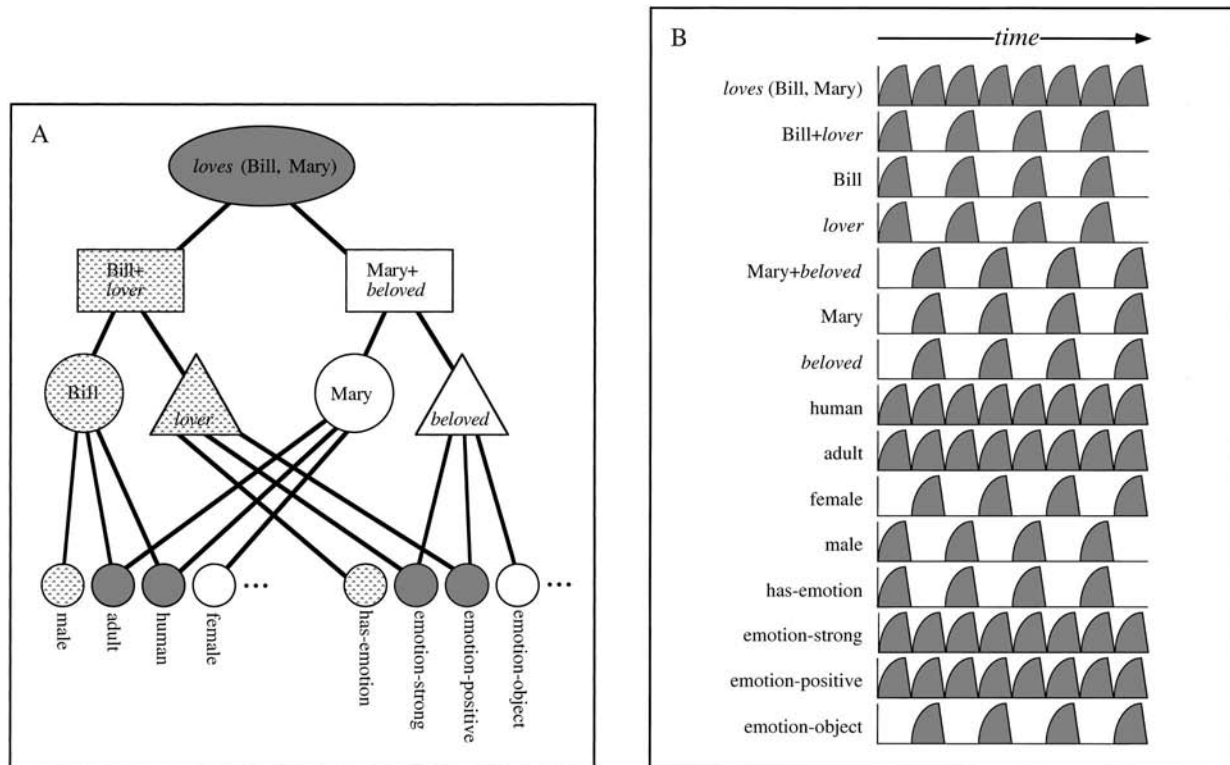 A
loves (Bill, Mary)
Bill+
lover
Mary+
beloved
Bill
lover
Mary
beloved
...
...
male
adult
human
female
has-emotion
emotion-strong
emotion-positive
emotion-object
B
time
loves (Bill, Mary)
Bill+lover
Bill
lover
Mary+beloved
Mary
beloved
human
adult
female
male
has-emotion
emotion-strong
emotion-positive
emotion-object